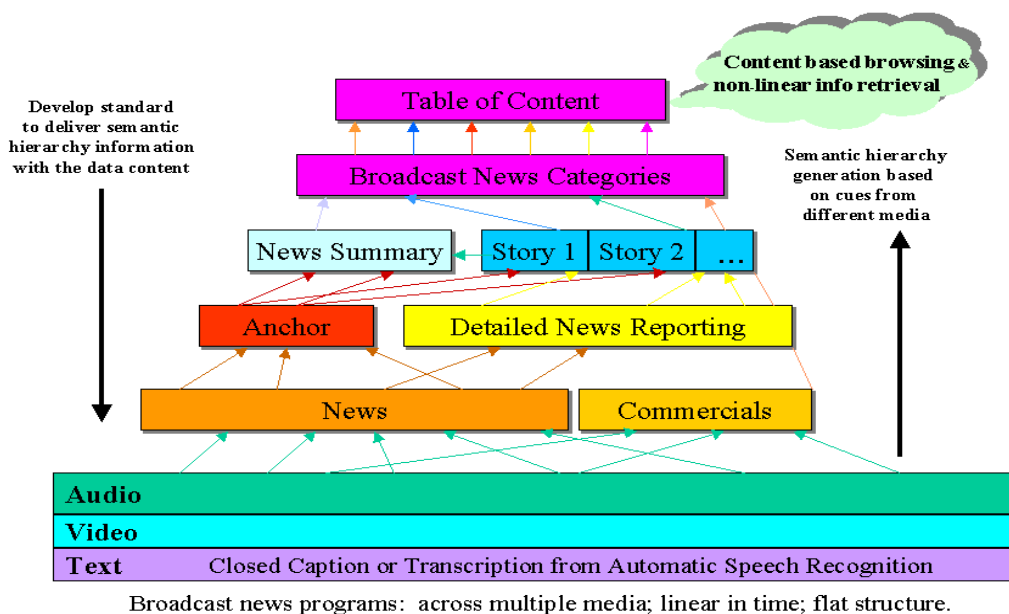 Content based browsing &
non-linear info retrieval
Table of Content
Develop standard
to deliver semantic
hierarchy information
with the data content
Broadcast News Categories
Semantic hierarchy
generation based
on cues from
different media
News Summary
Story 1
Story 2
...
Anchor
Detailed News Reporting
News
Commercials
Audio
Video
Text Closed Caption or Transcription from Automatic Speech Recognition
Broadcast news programs: across multiple media; linear in time; flat structure.